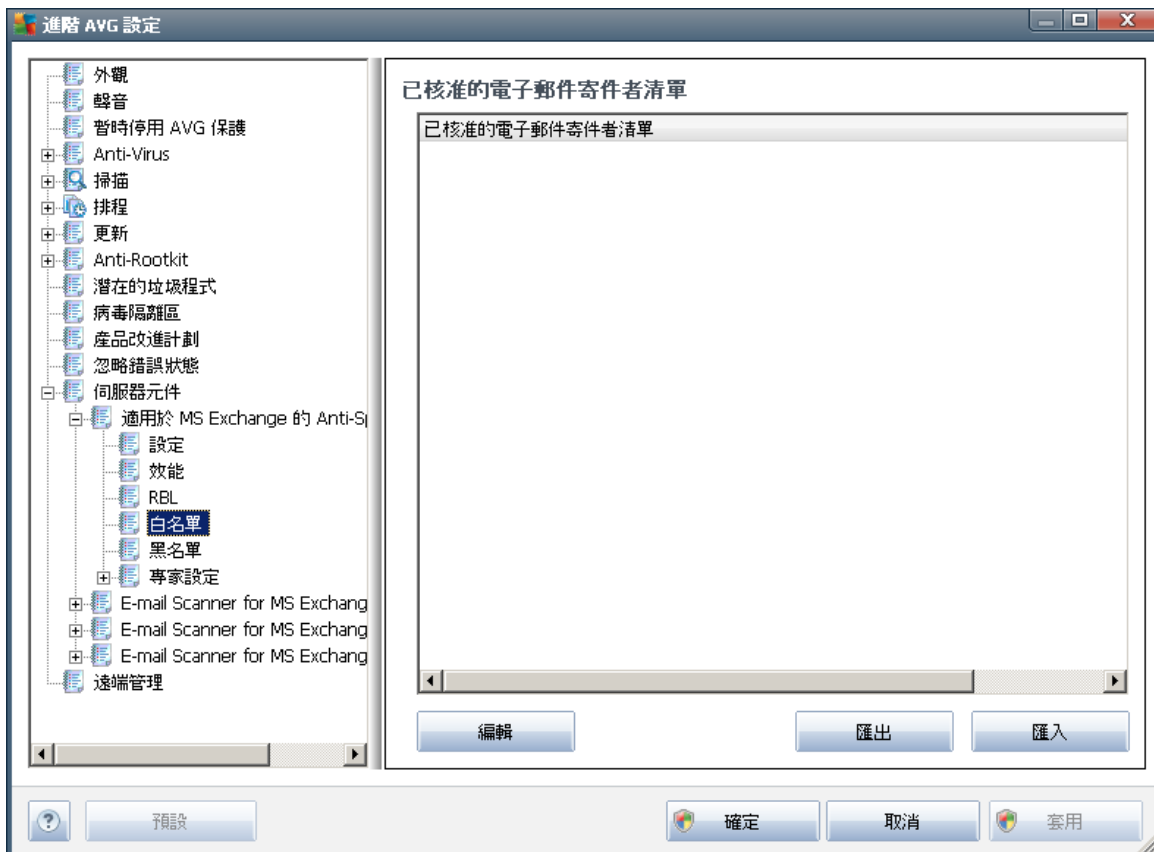 進階 AVG 設定
外觀
聲音
暫時停用 AVG 保護
Anti-Virus
掃描
排程
更新
Anti-Rootkit
潛在的垃圾程式
病毒隔離區
產品改進計劃
忽略錯誤狀態
伺服器元件
適用於 MS Exchange 的 Anti-Sp
設定
效能
RBL
白名單
黑名單
專家設定
E-mail Scanner for MS Exchang
E-mail Scanner for MS Exchang
E-mail Scanner for MS Exchang
遠端管理
已核准的電子郵件寄件者清單
已核准的電子郵件寄件者清單
編輯
匯出
匯入
預設
確定
取消
套用